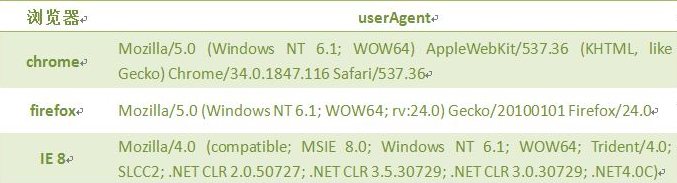 浏览器 userAgent
chrome
Mozilla/5.0 (Windows NT 6.1; WOW64) AppleWebKit/537.36 (KHTML, like
Gecko) Chrome/34.0.1847.116 Safari/537.36
firefox
Mozilla/5.0 (Windows NT 6.1; WOW64; rv:24.0) Gecko/20100101 Firefox/24.0
IE 8
Mozilla/4.0 (compatible; MSIE 8.0; Windows NT 6.1; WOW64; Trident/4.0;
SLCC2; .NET CLR 2.0.50727; .NET CLR 3.5.30729; .NET CLR 3.0.30729; .NET4.0C)